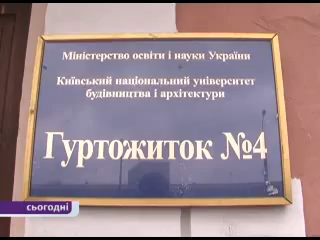 Міністерство освіти і науки України
Київський національний університет
будівництва і архітектури
Гуртожиток №4
сьогодні